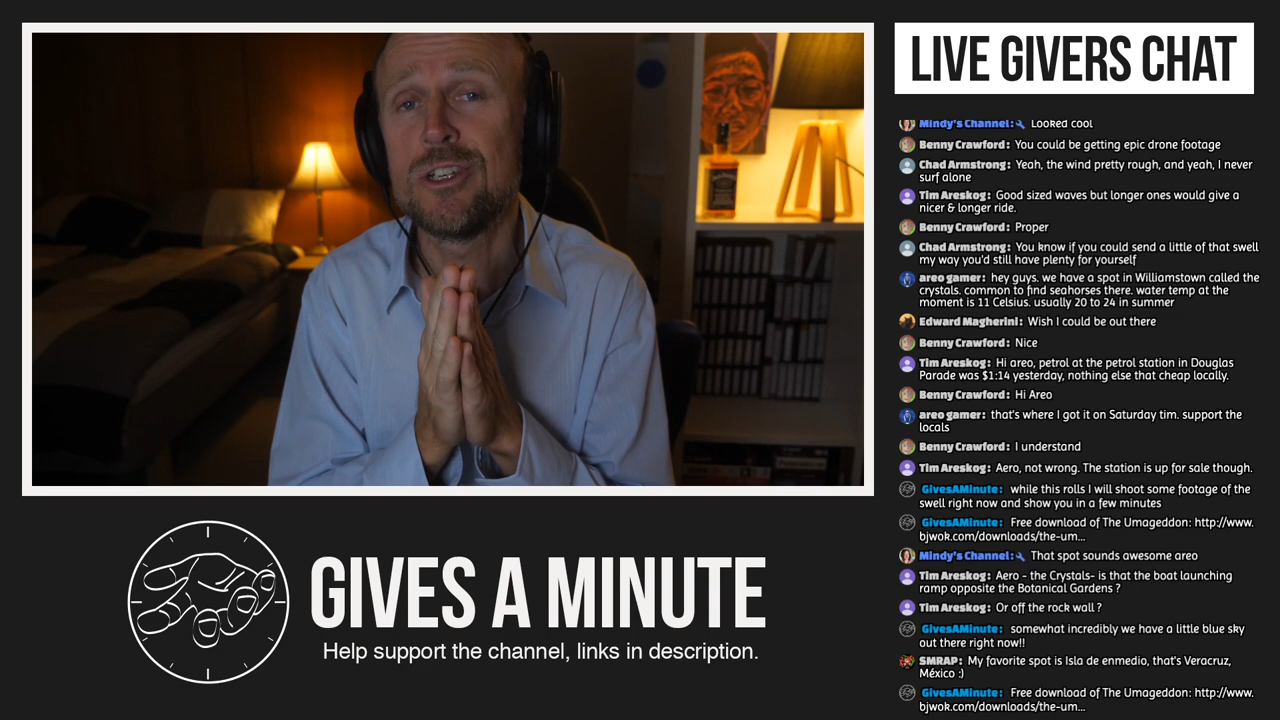 LIVE GIVERS CHAT
Mindy's Channel: Looked cool
Benny Crawford: You could be getting epic drone footage
Chad Armstrong: Yeah, the wind pretty rough, and yeah, I never
surf alone
Tim Areskog: Good sized waves but longer ones would give a
nicer & longer ride.
Benny Crawford: Proper
Chad Armstrong: You know if you could send a little of that swell
my way you'd still have plenty for yourself
areo gamer: hey guys. we have a spot in Williamstown called the
crystals. common to find seahorses there. water temp at the
moment is 11 Celsius. usually 20 to 24 in summer
Edward Magherini: Wish I could be out there
Benny Crawford: Nice
Tim Areskog: Hi areo, petrol at the petrol station in Douglas
Parade was $1:14 yesterday, nothing else that cheap locally.
Benny Crawford: Hi Areo
areo gamer: that's where I got it on Saturday tim. support the
locals
Benny Crawford: I understand
Tim Areskog: Aero, not wrong. The station is up for sale though.
GivesAMinute: while this rolls I will shoot some footage of the
swell right now and show you in a few minutes
GivesAMinute: Free download of The Umageddon: http://www.
bjwok.com/downloads/the-um...
Mindy's Channel: That spot sounds awesome areo
Tim Areskog: Aero - the Crystals- is that the boat launching
ramp opposite the Botanical Gardens ?
Tim Areskog: Or off the rock wall ?
GivesAMinute: somewhat incredibly we have a little blue sky
out there right now!!
SMRAP: My favorite spot is Isla de enmedio, that's Veracruz,
México :)
GivesAMinute: Free download of The Umageddon: http://www.
bjwok.com/downloads/the-um...
GIVES A MINUTE
Help support the channel, links in description.